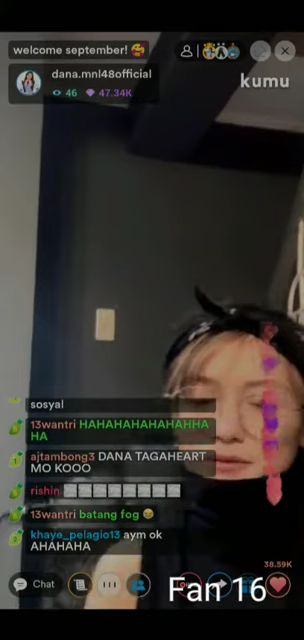 welcome september! 🥰
dana.mnl48official
46 47.34K
kumu
sosyal
13wantri HAHAHAHAHAHAHHA
HA
ajtambong3 DANA TAGAHEART
MO KOOO
rishin
13wantri batang fog 😂
khaye_pelagio13 aym ok
AHAHAHA
38.59K
Chat
Fan 16